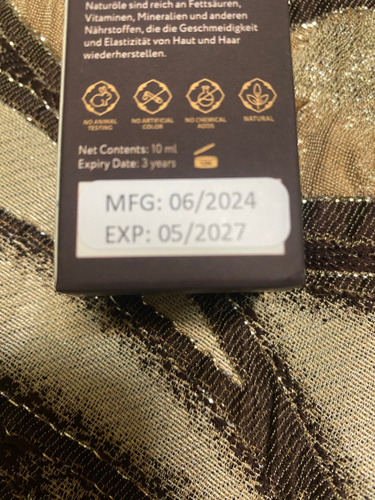 Naturöle sind reich an Fettsäuren,
Vitaminen, Mineralien und anderen
Nährstoffen, die die Geschmeidigkeit
und Elastizität von Haut und Haar
wiederherstellen.
NO ANIMAL TESTING
NO ARTIFICIAL COLOR
NO CHEMICAL ADDS
NATURAL
Net Contents: 10 ml
Expiry Date: 3 years
MFG: 06/2024
EXP: 05/2027